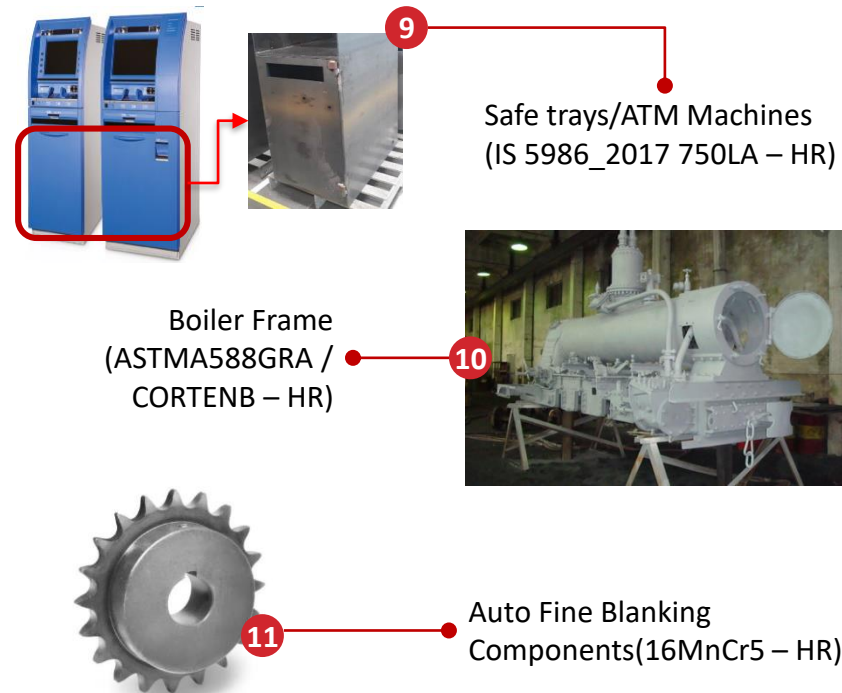 9
Safe trays/ATM Machines
(IS 5986_2017 750LA – HR)
Boiler Frame
(ASTMA588GRA /
CORTENB – HR)
10
11
Auto Fine Blanking
Components(16MnCr5 – HR)